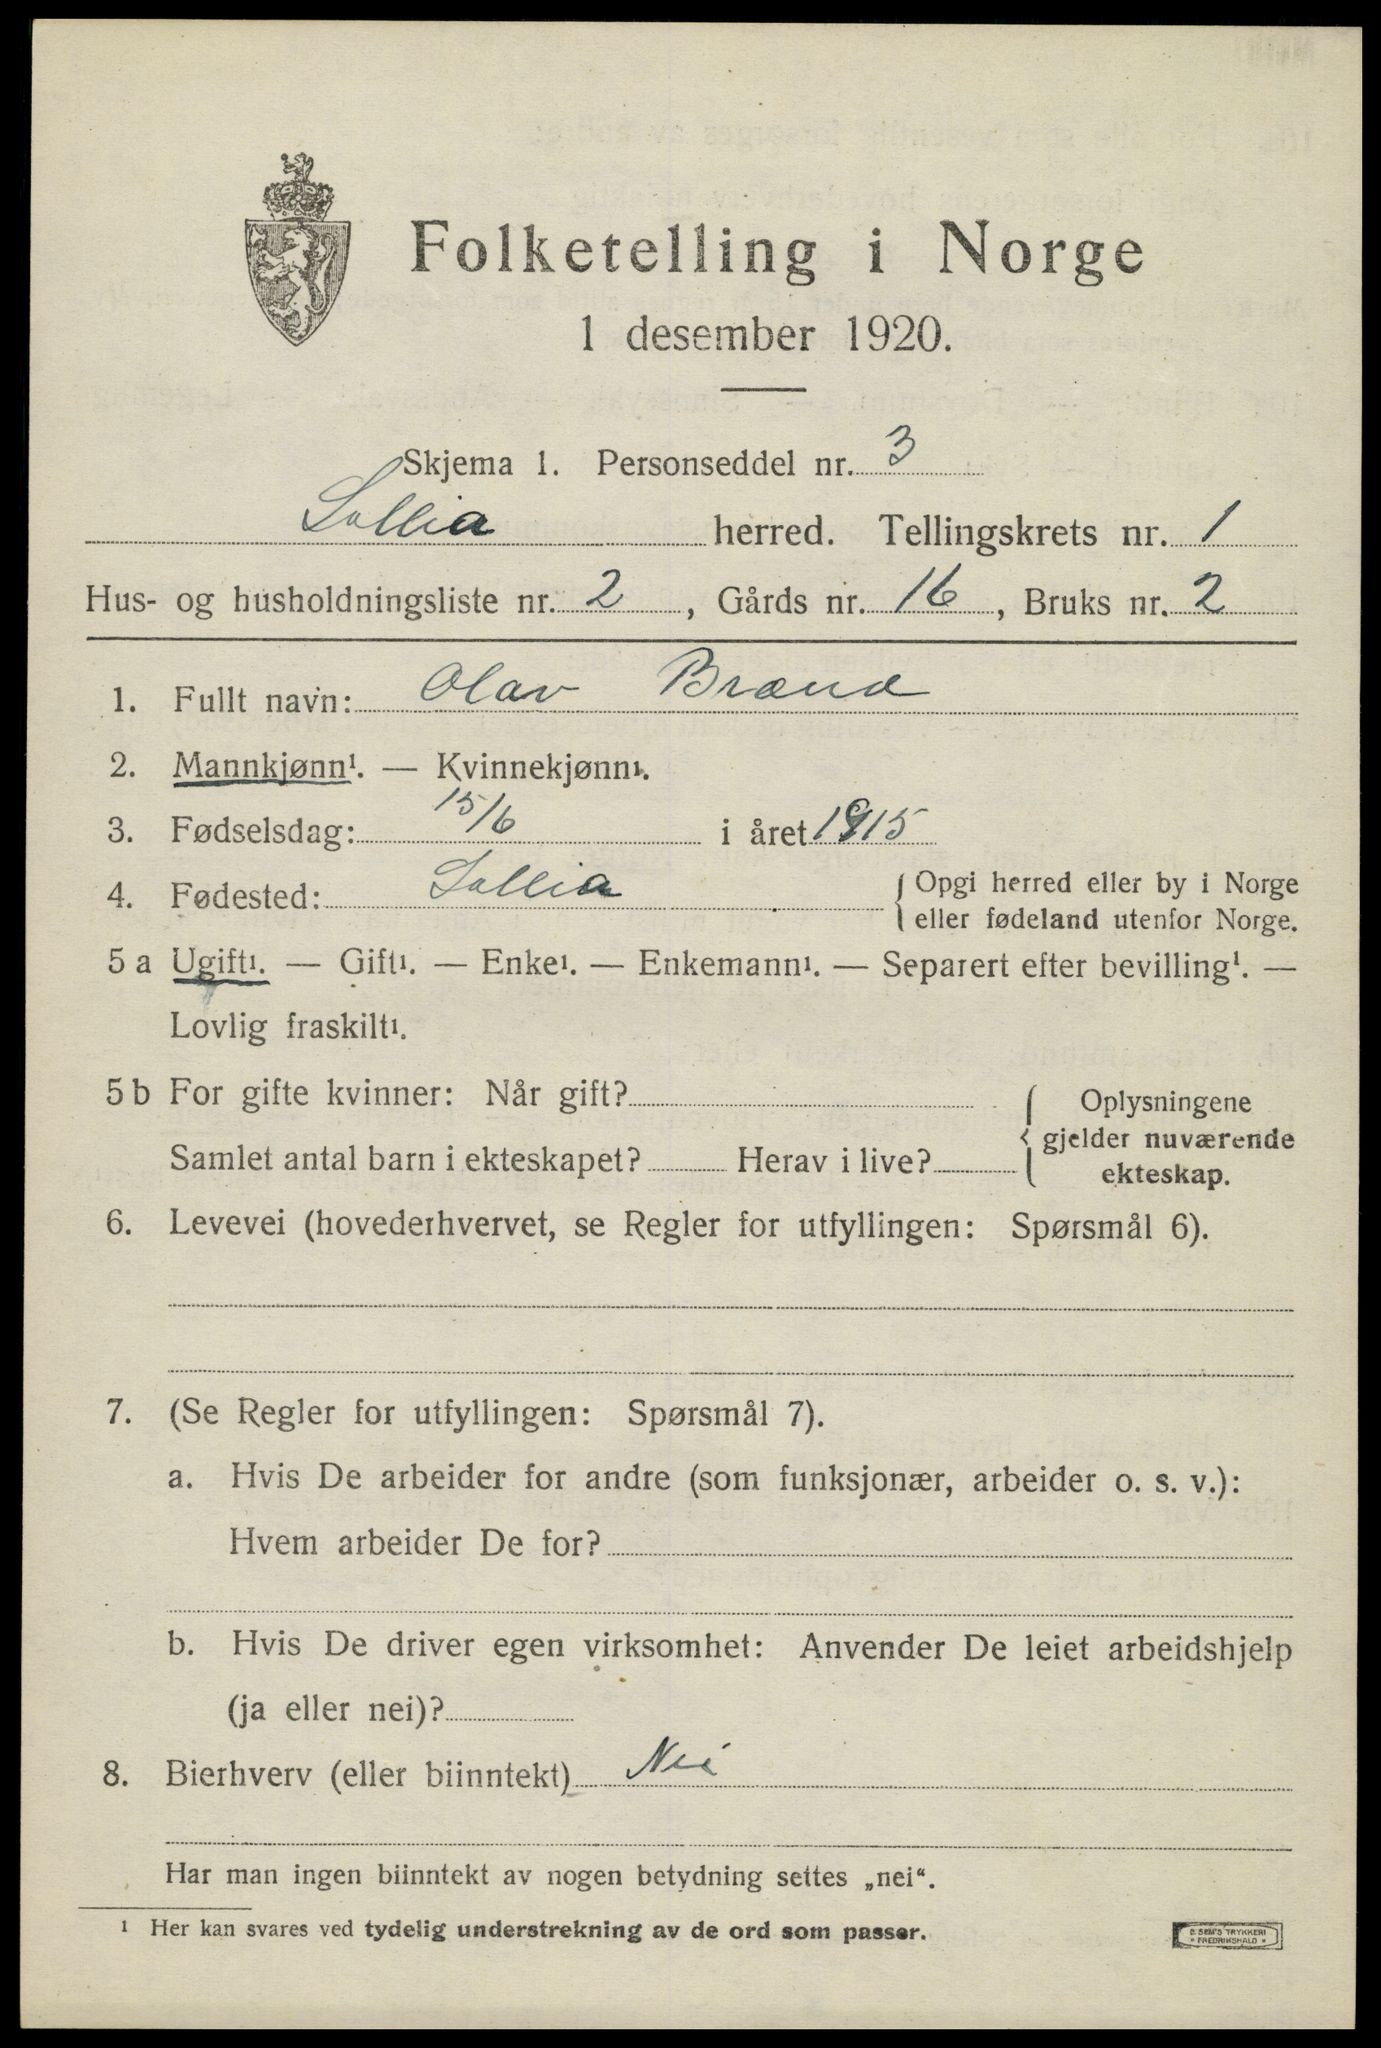 Folketelling i Norge
1 desember 1920.
Skjema 1. Personseddel nr. 3
Sollia herred. Tellingskrets nr. 1
Hus- og husholdningsliste nr. 2, Gårds nr. 16, Bruks nr. 2
1. Fullt navn: Olav Brænd
2. Mannkjønn¹. — Kvinnekjønn¹.
3. Fødselsdag: 15/6 i året 1915
4. Fødested: Sollia { Opgi herred eller by i Norge
eller fødeland utenfor Norge.
5 a Ugift¹. — Gift¹. — Enke¹. — Enkemann¹. — Separert efter bevilling¹. —
Lovlig fraskilt¹.
5 b For gifte kvinner: Når gift? { Oplysningene
gjelder nuværende
Samlet antal barn i ekteskapet? Herav i live?
ekteskap.
6. Levevei (hovederhvervet, se Regler for utfyllingen: Spørsmål 6).
7. (Se Regler for utfyllingen: Spørsmål 7).
a. Hvis De arbeider for andre (som funksjonær, arbeider o. s. v.):
Hvem arbeider De for?
b. Hvis De driver egen virksomhet: Anvender De leiet arbeidshjelp
(ja eller nei)?
8. Bierhverv (eller biinntekt) Nei
Har man ingen biinntekt av nogen betydning settes „nei“.
¹ Her kan svares ved tydelig understrekning av de ord som passer.
E. SEM'S TRYKKERI
• FREDRIKSHALD •